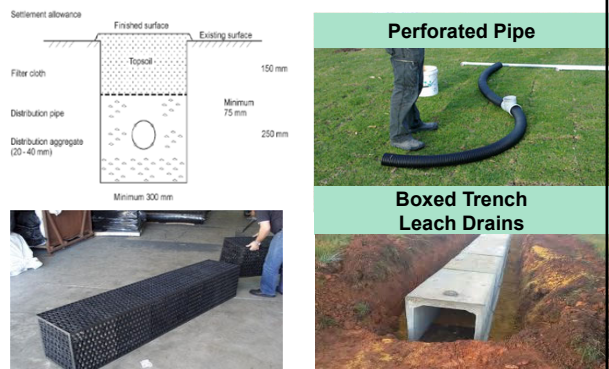 Settlement allowance
Finished surface
Existing surface
Topsoil
150 mm
Filter cloth
Minimum
75 mm
Distribution pipe
250 mm
Distribution aggregate
(20 - 40 mm)
Minimum 300 mm
Perforated Pipe
Boxed Trench
Leach Drains